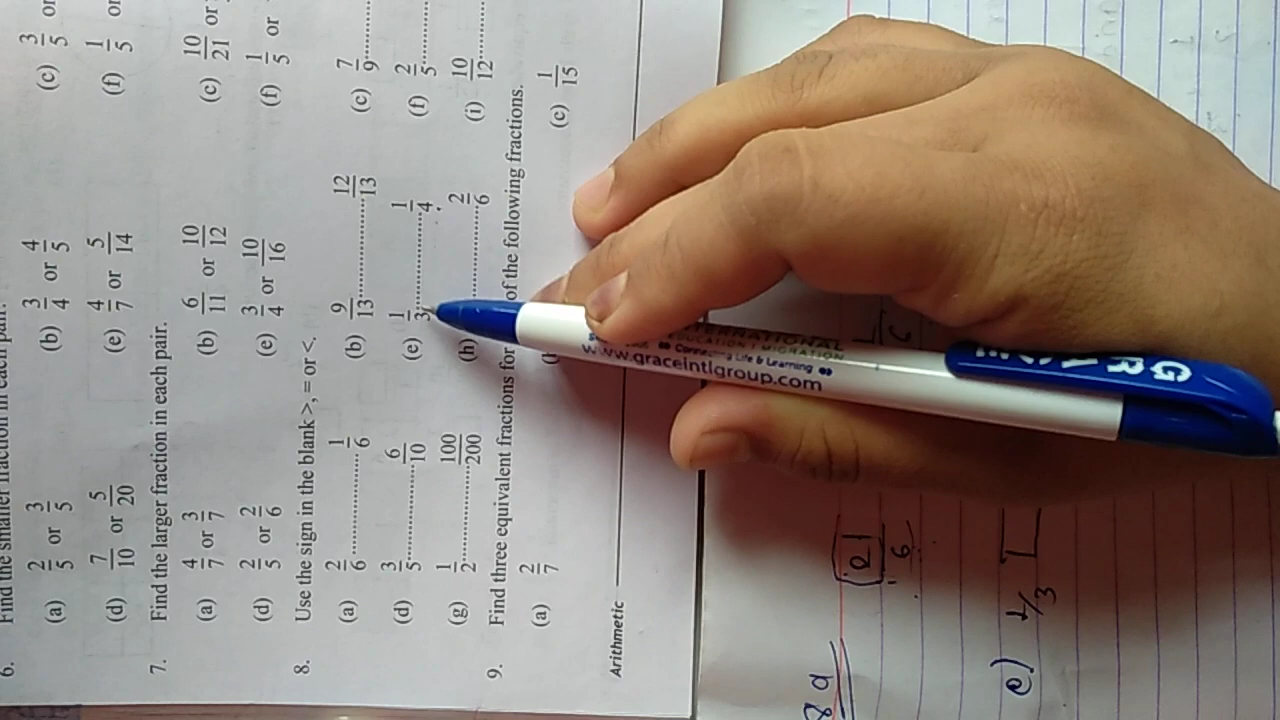 6. Find the smaller fraction in each pair.
(a) 2/5 or 3/5 (b) 3/4 or 4/5 (c) 3/5 or
(d) 7/10 or 5/20 (e) 4/7 or 5/14 (f) 1/5 or
7. Find the larger fraction in each pair.
(a) 4/7 or 3/7 (b) 6/11 or 10/12 (c) 10/21 or
(d) 2/5 or 2/6 (e) 3/4 or 10/16 (f) 1/5 or
8. Use the sign in the blank >, = or <,
(a) 2/6 ............ 1/6 (b) 9/13 ............ 12/13 (c) 7/9 ............
(d) 3/5 ............ 6/10 (e) 1/3 ............ 1/4 (f) 2/5 ............
(g) 1/2 ............ 100/200 (h) ............ 2/6 (i) 10/12 ............
9. Find three equivalent fractions for of the following fractions.
(a) 2/7 (c) 1/15
Arithmetic
INTERNATIONAL
EDUCATION | MIGRATION
Connecting Life & Learning
www.graceintlgroup.com
G R
e) 1/3